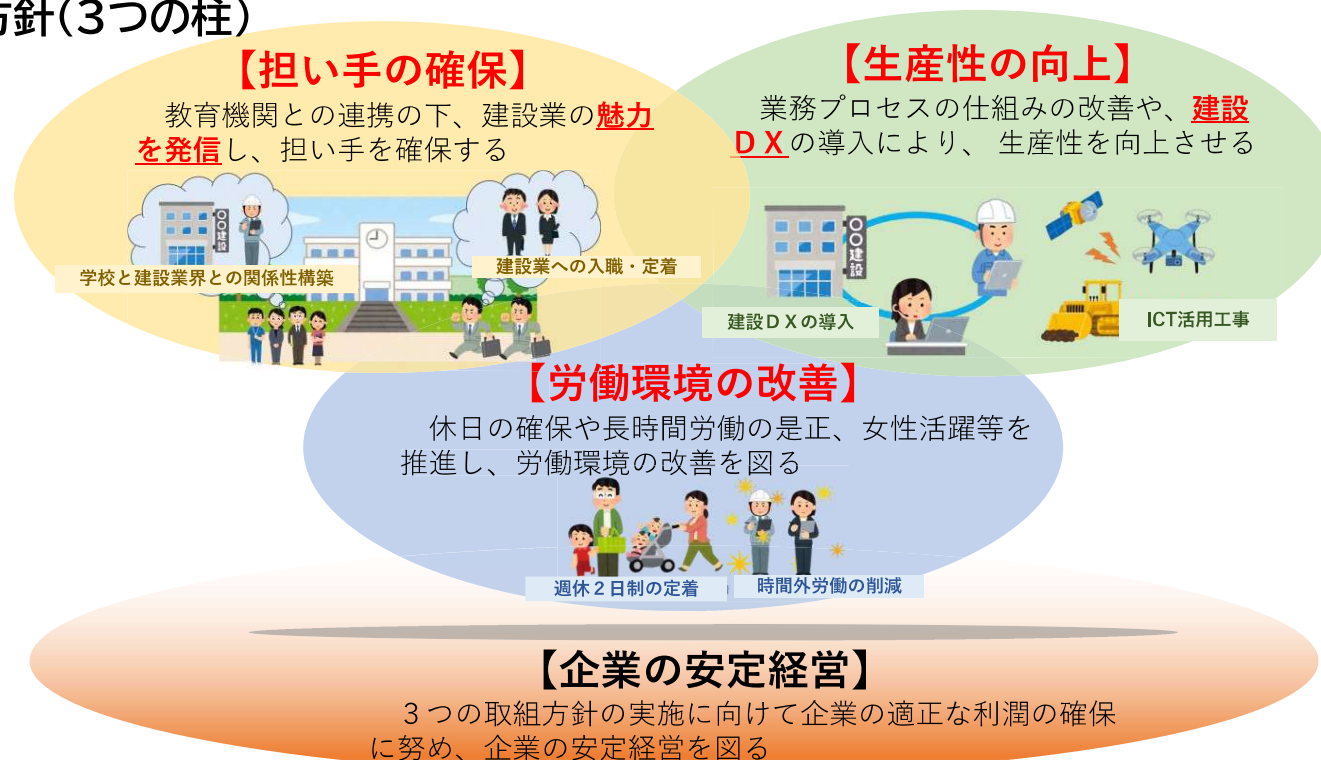 方針(3つの柱)
【担い手の確保】
教育機関との連携の下、建設業の魅力
を発信し、担い手を確保する
〇〇建設
学校と建設業界との関係性構築
建設業への入職・定着
【生産性の向上】
業務プロセスの仕組みの改善や、建設
DXの導入により、 生産性を向上させる
〇〇建設
建設DXの導入
ICT活用工事
【労働環境の改善】
休日の確保や長時間労働の是正、女性活躍等を
推進し、労働環境の改善を図る
週休2日制の定着
時間外労働の削減
【企業の安定経営】
3つの取組方針の実施に向けて企業の適正な利潤の確保
に努め、企業の安定経営を図る